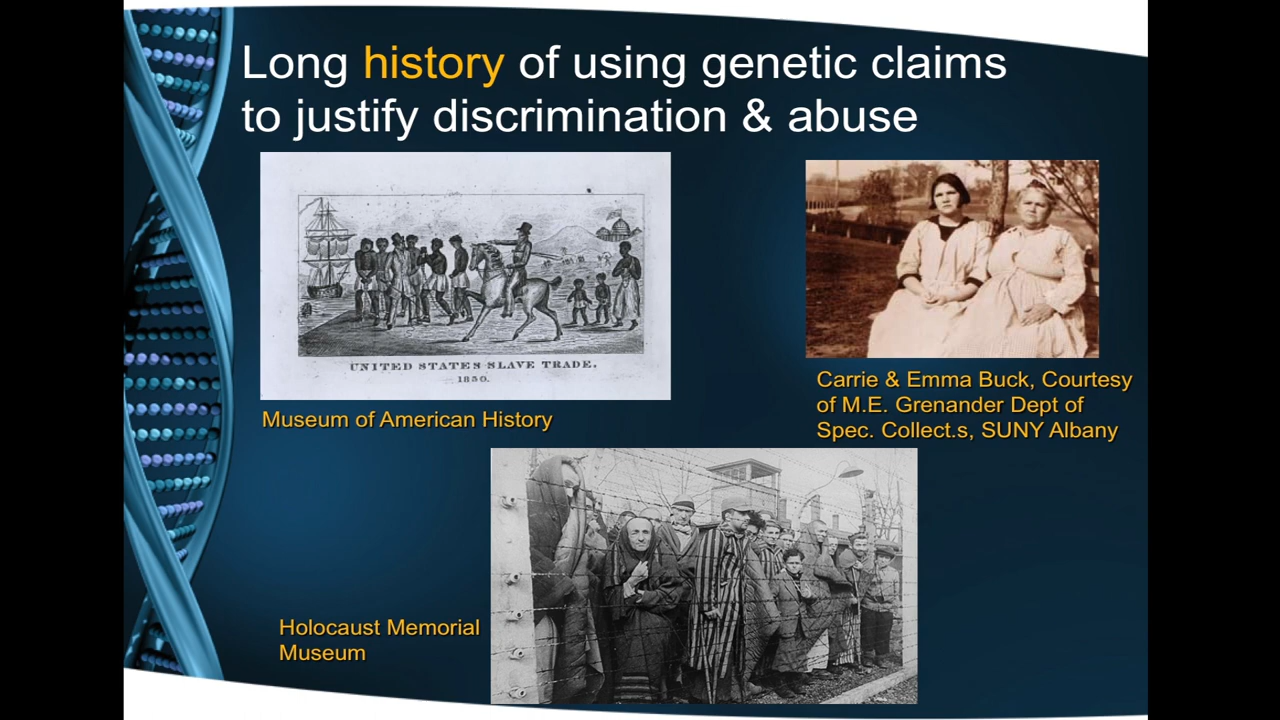 Long history of using genetic claims
to justify discrimination & abuse
UNITED STATES SLAVE TRADE.
1830.
Museum of American History
Carrie & Emma Buck, Courtesy
of M.E. Grenander Dept of
Spec. Collect.s, SUNY Albany
Holocaust Memorial
Museum